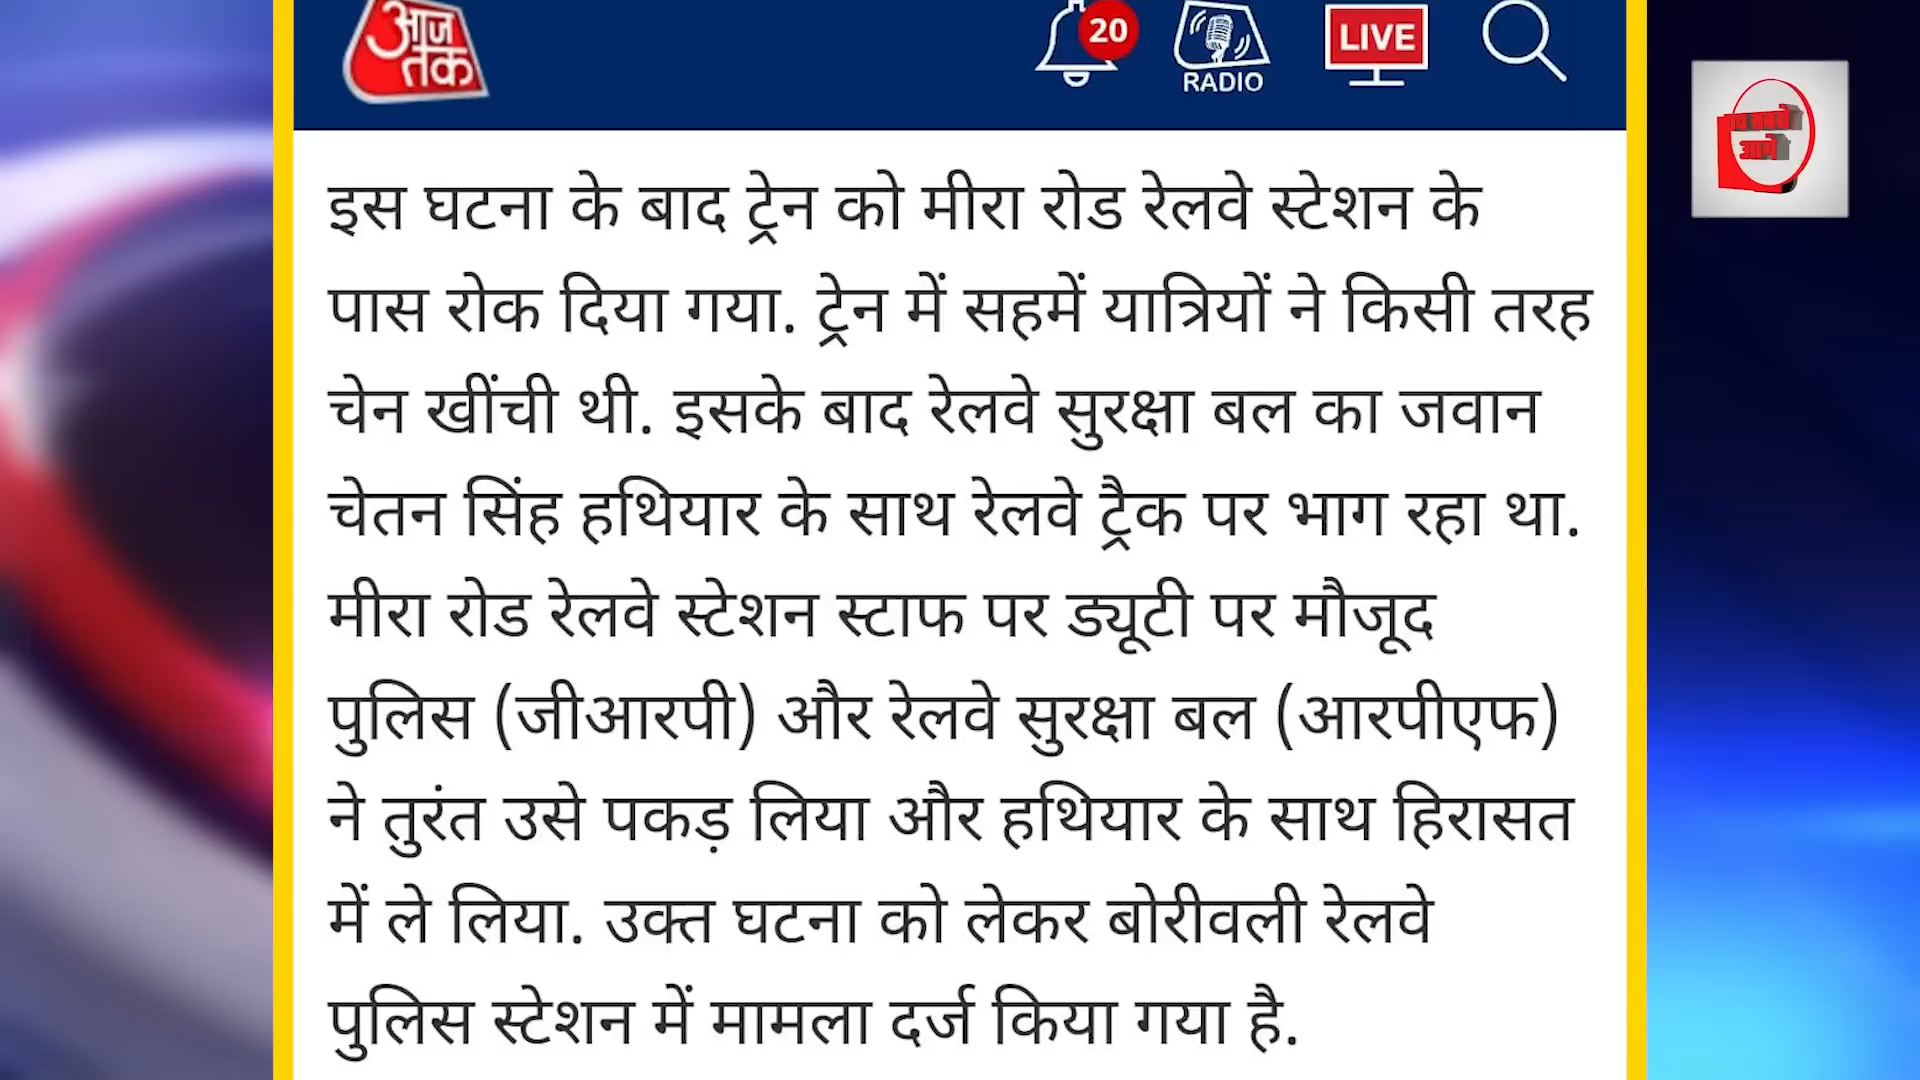 आज
तक
20
RADIO
LIVE
आगे
इस घटना के बाद ट्रेन को मीरा रोड रेलवे स्टेशन के
पास रोक दिया गया. ट्रेन में सहमें यात्रियों ने किसी तरह
चेन खींची थी. इसके बाद रेलवे सुरक्षा बल का जवान
चेतन सिंह हथियार के साथ रेलवे ट्रैक पर भाग रहा था.
मीरा रोड रेलवे स्टेशन स्टाफ पर ड्यूटी पर मौजूद
पुलिस (जीआरपी) और रेलवे सुरक्षा बल (आरपीएफ)
ने तुरंत उसे पकड़ लिया और हथियार के साथ हिरासत
में ले लिया. उक्त घटना को लेकर बोरीवली रेलवे
पुलिस स्टेशन में मामला दर्ज किया गया है.